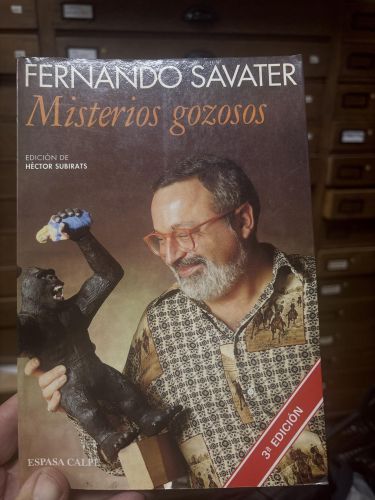 FERNANDO SAVATER
Misterios gozosos
EDICIÓN DE
HÉCTOR SUBIRATS
3ª EDICIÓN
ESPASA CALPE